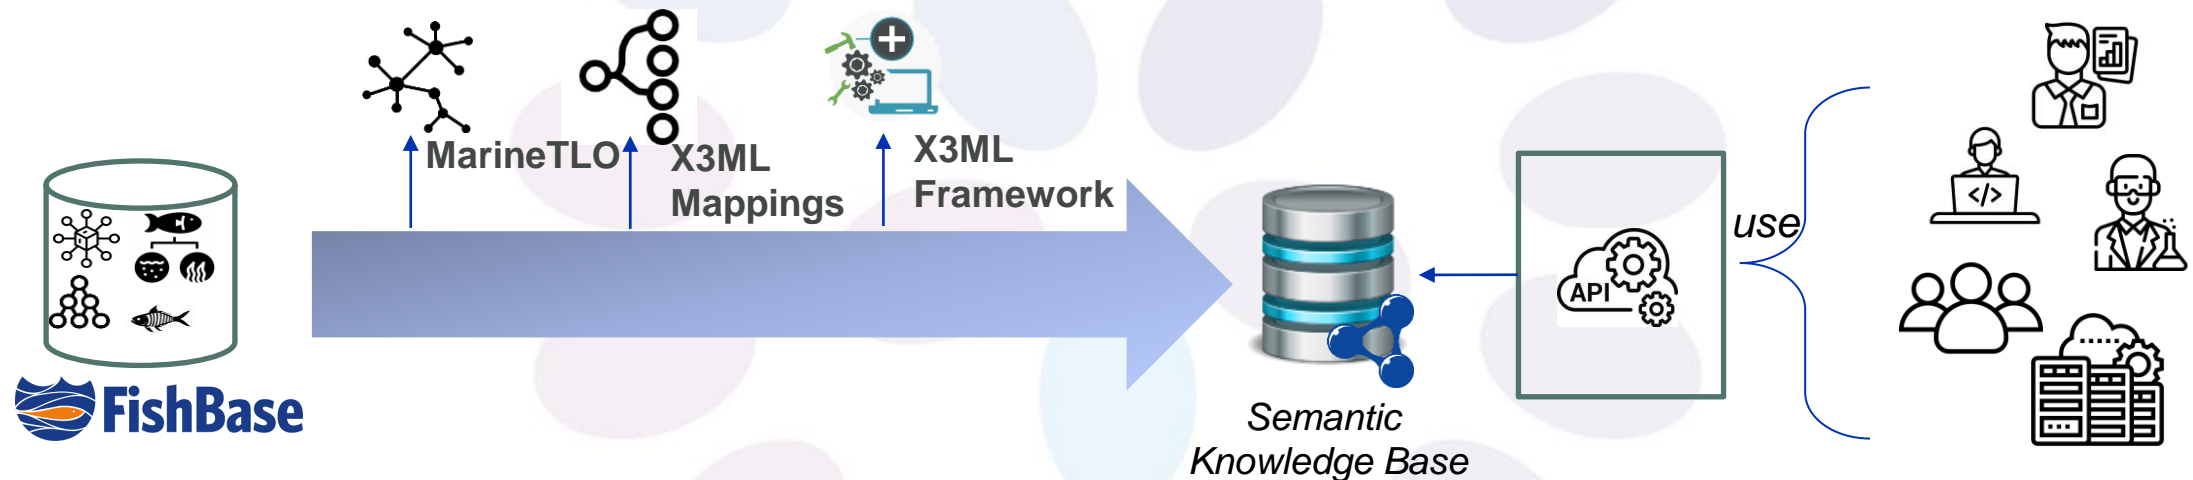 MarineTLO
X3ML
Mappings
X3ML
Framework
FishBase
Semantic
Knowledge Base
API
use
</>